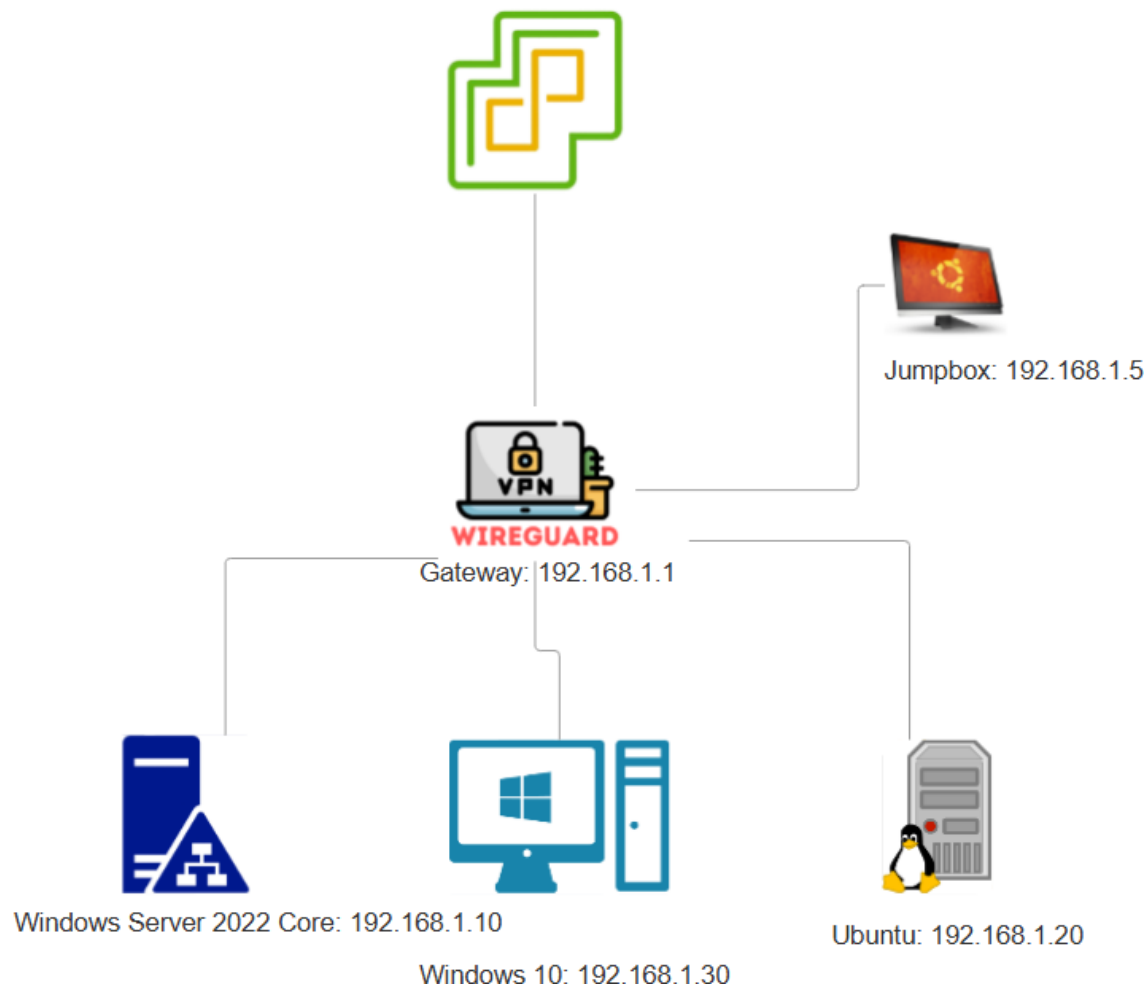 Jumpbox: 192.168.1.5
VPN
WIREGUARD
Gateway: 192.168.1.1
Windows Server 2022 Core: 192.168.1.10
Ubuntu: 192.168.1.20
Windows 10: 192.168.1.30